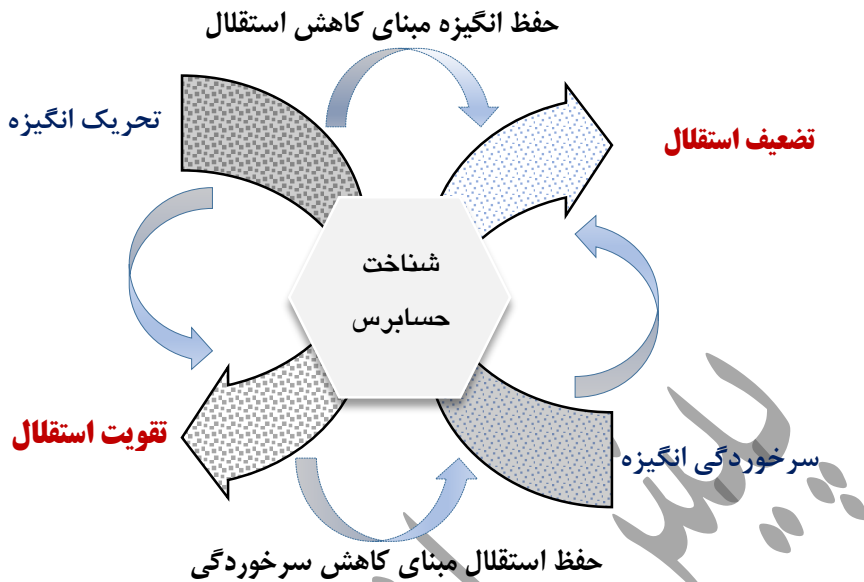 حفظ انگیزه مبنای کاهش استقلال
تحریک انگیزه
تضعیف استقلال
شناخت
حسابرس
تقویت استقلال
سرخوردگی انگیزه
حفظ استقلال مبنای کاهش سرخوردگی